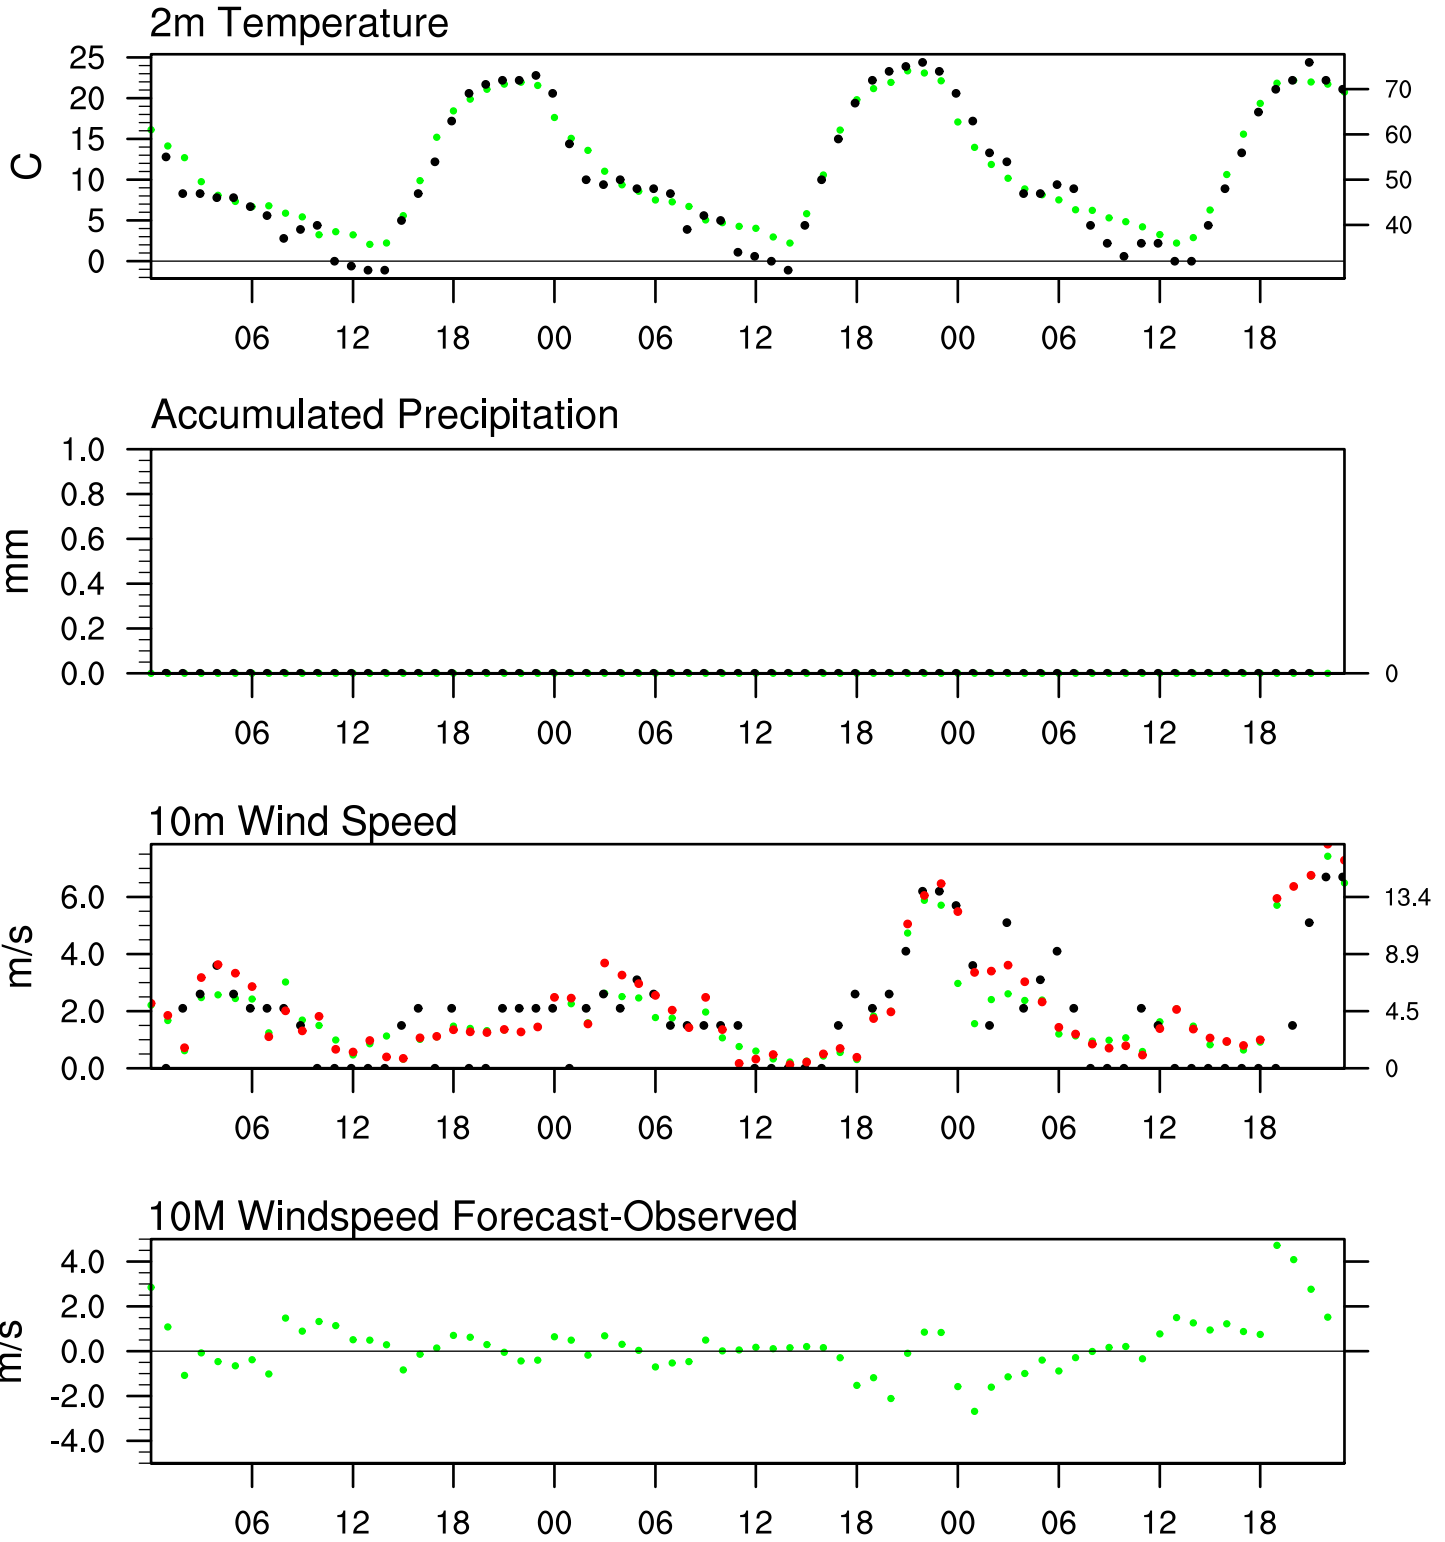 2m Temperature
25
20
15
10
5
0
C
70
60
50
40
06 12 18 00 06 12 18 00 06 12 18
Accumulated Precipitation
1.0
0.8
0.6
0.4
0.2
0.0
mm
0
06 12 18 00 06 12 18 00 06 12 18
10m Wind Speed
6.0
4.0
2.0
0.0
m/s
13.4
8.9
4.5
0
06 12 18 00 06 12 18 00 06 12 18
10M Windspeed Forecast-Observed
4.0
2.0
0.0
-2.0
-4.0
m/s
06 12 18 00 06 12 18 00 06 12 18